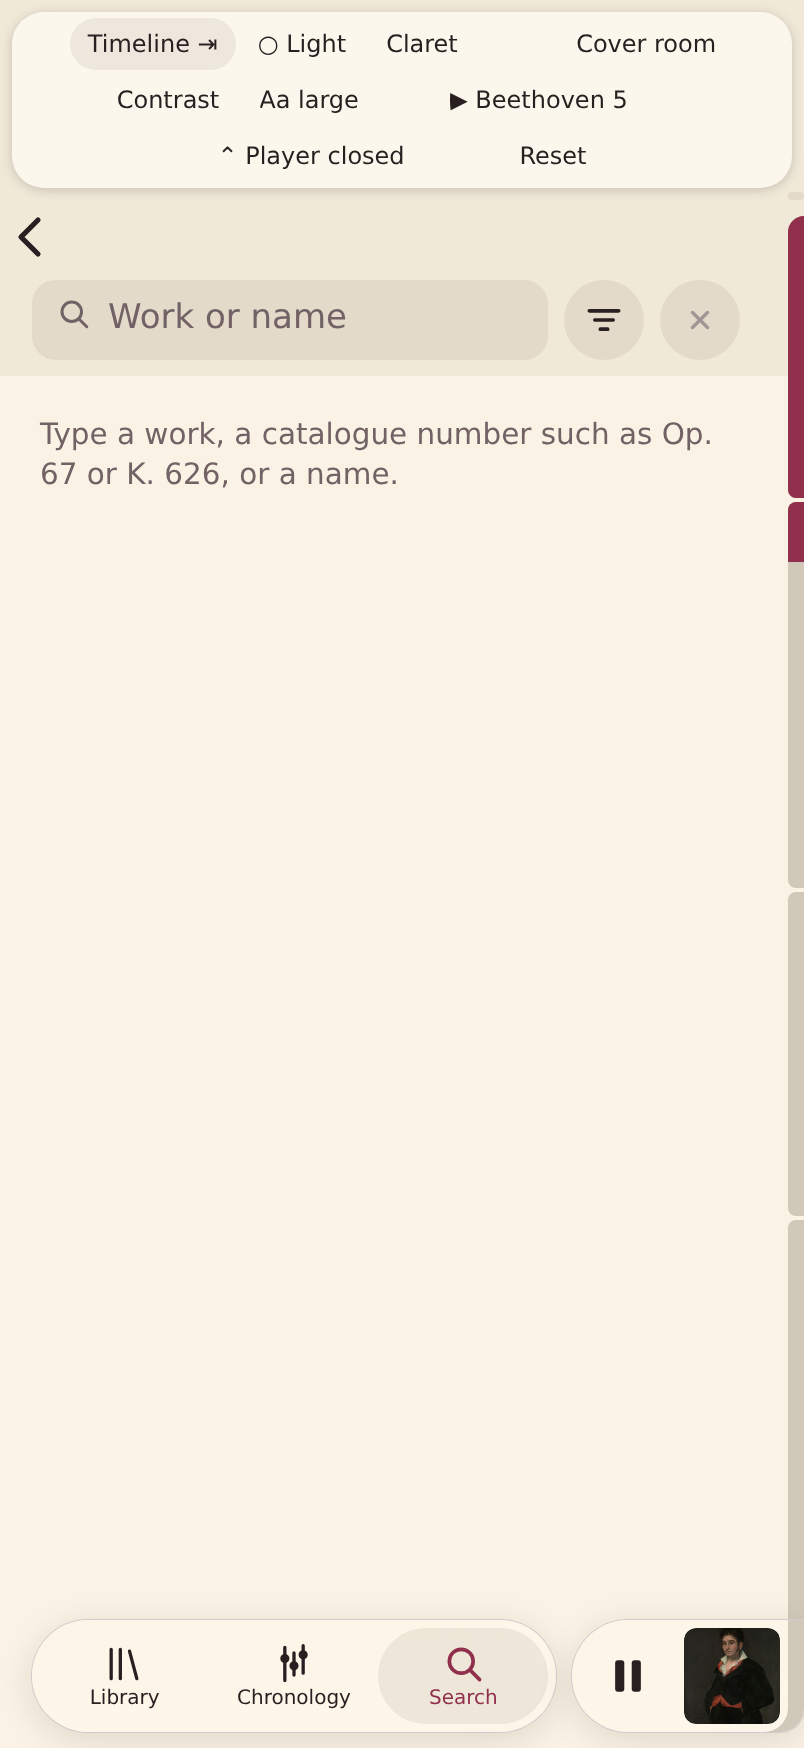 Timeline ⇥ ○ Light Claret Cover room
Contrast Aa large ▶ Beethoven 5
⌃ Player closed Reset
Work or name
Type a work, a catalogue number such as Op.
67 or K. 626, or a name.
Library Chronology Search